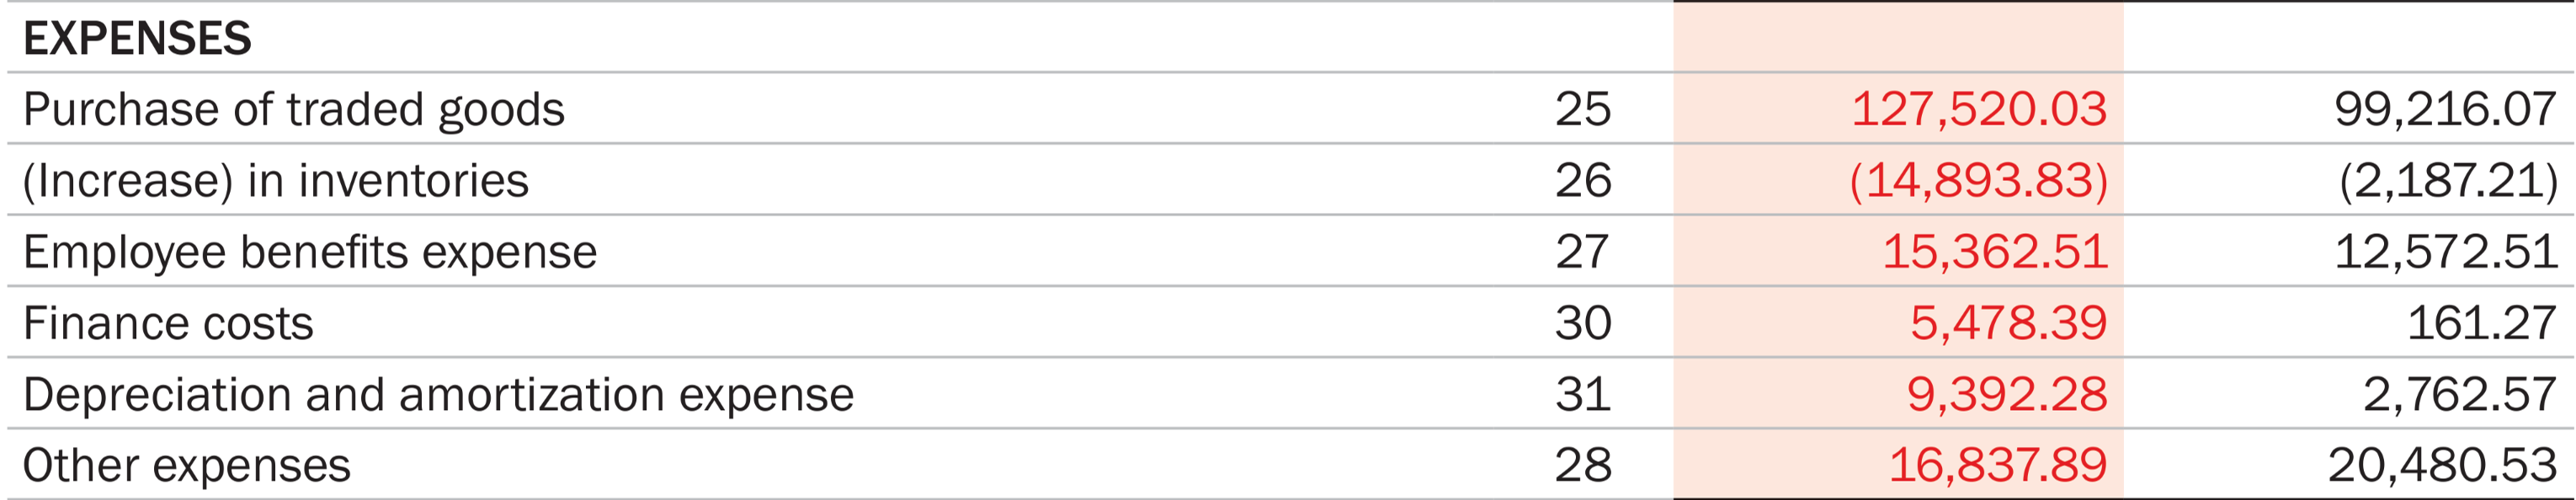 EXPENSES
Purchase of traded goods 25 127,520.03 99,216.07
(Increase) in inventories 26 (14,893.83) (2,187.21)
Employee benefits expense 27 15,362.51 12,572.51
Finance costs 30 5,478.39 161.27
Depreciation and amortization expense 31 9,392.28 2,762.57
Other expenses 28 16,837.89 20,480.53